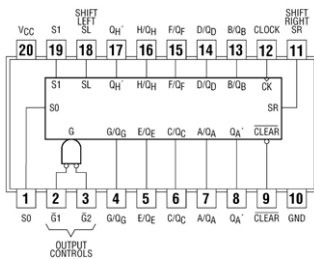 SHIFT LEFT SHIFT RIGHT
VCC S1 SL QH′ H/QH F/QF D/QD B/QB CLOCK SR
20 19 18 17 16 15 14 13 12 11
S1 SL QH′ H/QH F/QF D/QD B/QB CK
S0 SR
G G/QG E/QE C/QC A/QA QA′ CLEAR
1 2 3 4 5 6 7 8 9 10
S0 G̅1 G̅2 G/QG E/QE C/QC A/QA QA′ CLEAR GND
OUTPUT
CONTROLS